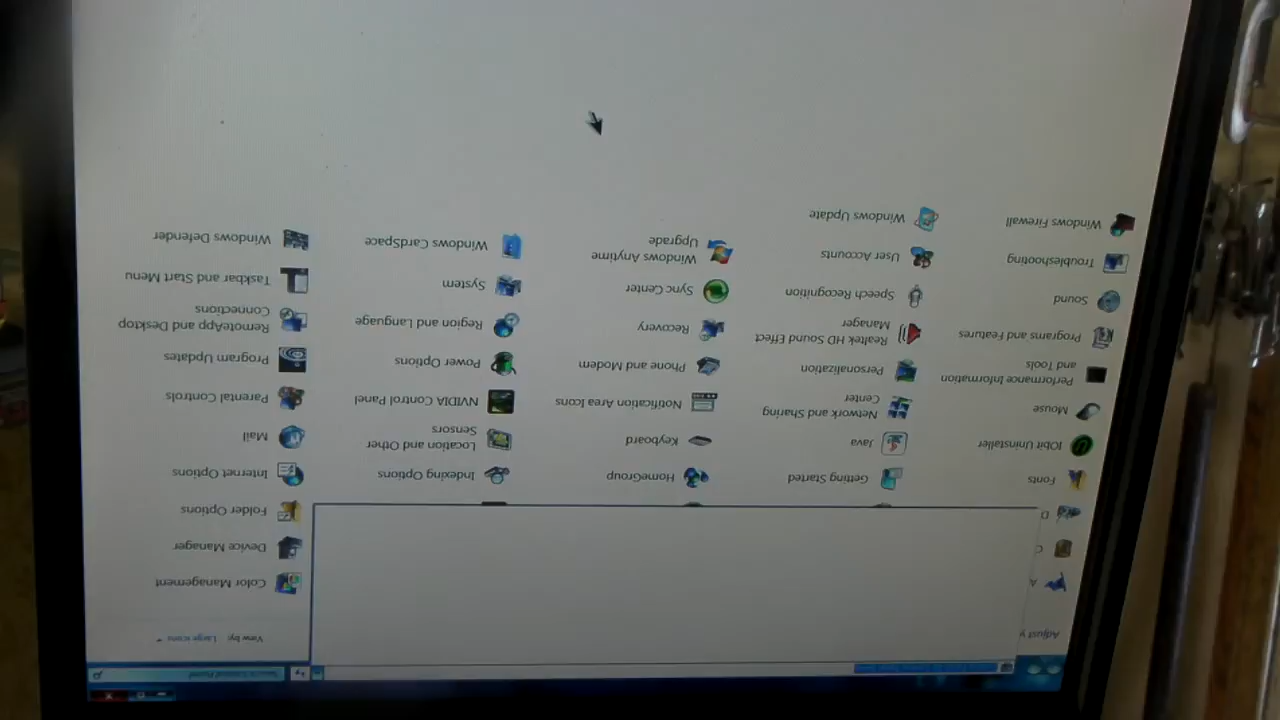 Search Control Panel
Adjust y
View by: Large icons
A
Color Management
C
Device Manager
D
Folder Options
Fonts
Getting Started
HomeGroup
Indexing Options
Internet Options
IObit Uninstaller
Java
Keyboard
Location and Other
Sensors
Mail
Mouse
Network and Sharing
Center
Notification Area Icons
NVIDIA Control Panel
Parental Controls
Performance Information
and Tools
Personalization
Phone and Modem
Power Options
Program Updates
Programs and Features
Realtek HD Sound Effect
Manager
Recovery
Region and Language
RemoteApp and Desktop
Connections
Sound
Speech Recognition
Sync Center
System
Taskbar and Start Menu
Troubleshooting
User Accounts
Windows Anytime
Upgrade
Windows CardSpace
Windows Defender
Windows Firewall
Windows Update